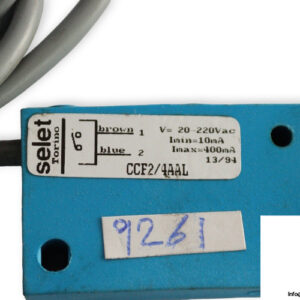 selet
Torino
brown 1
blue 2
V= 20-220Vac
Imin=10mA
Imax=400mA
13/94
CCF2/4AAL
9261